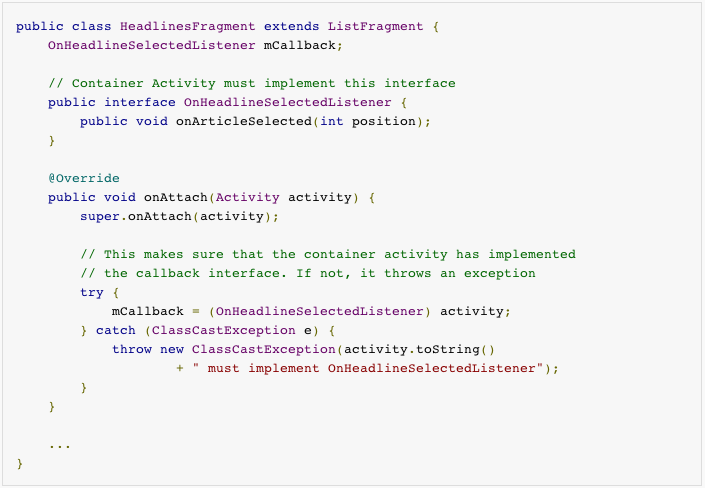 public class HeadlinesFragment extends ListFragment {
    OnHeadlineSelectedListener mCallback;

    // Container Activity must implement this interface
    public interface OnHeadlineSelectedListener {
        public void onArticleSelected(int position);
    }

    @Override
    public void onAttach(Activity activity) {
        super.onAttach(activity);

        // This makes sure that the container activity has implemented
        // the callback interface. If not, it throws an exception
        try {
            mCallback = (OnHeadlineSelectedListener) activity;
        } catch (ClassCastException e) {
            throw new ClassCastException(activity.toString()
                    + " must implement OnHeadlineSelectedListener");
        }
    }

    ...
}